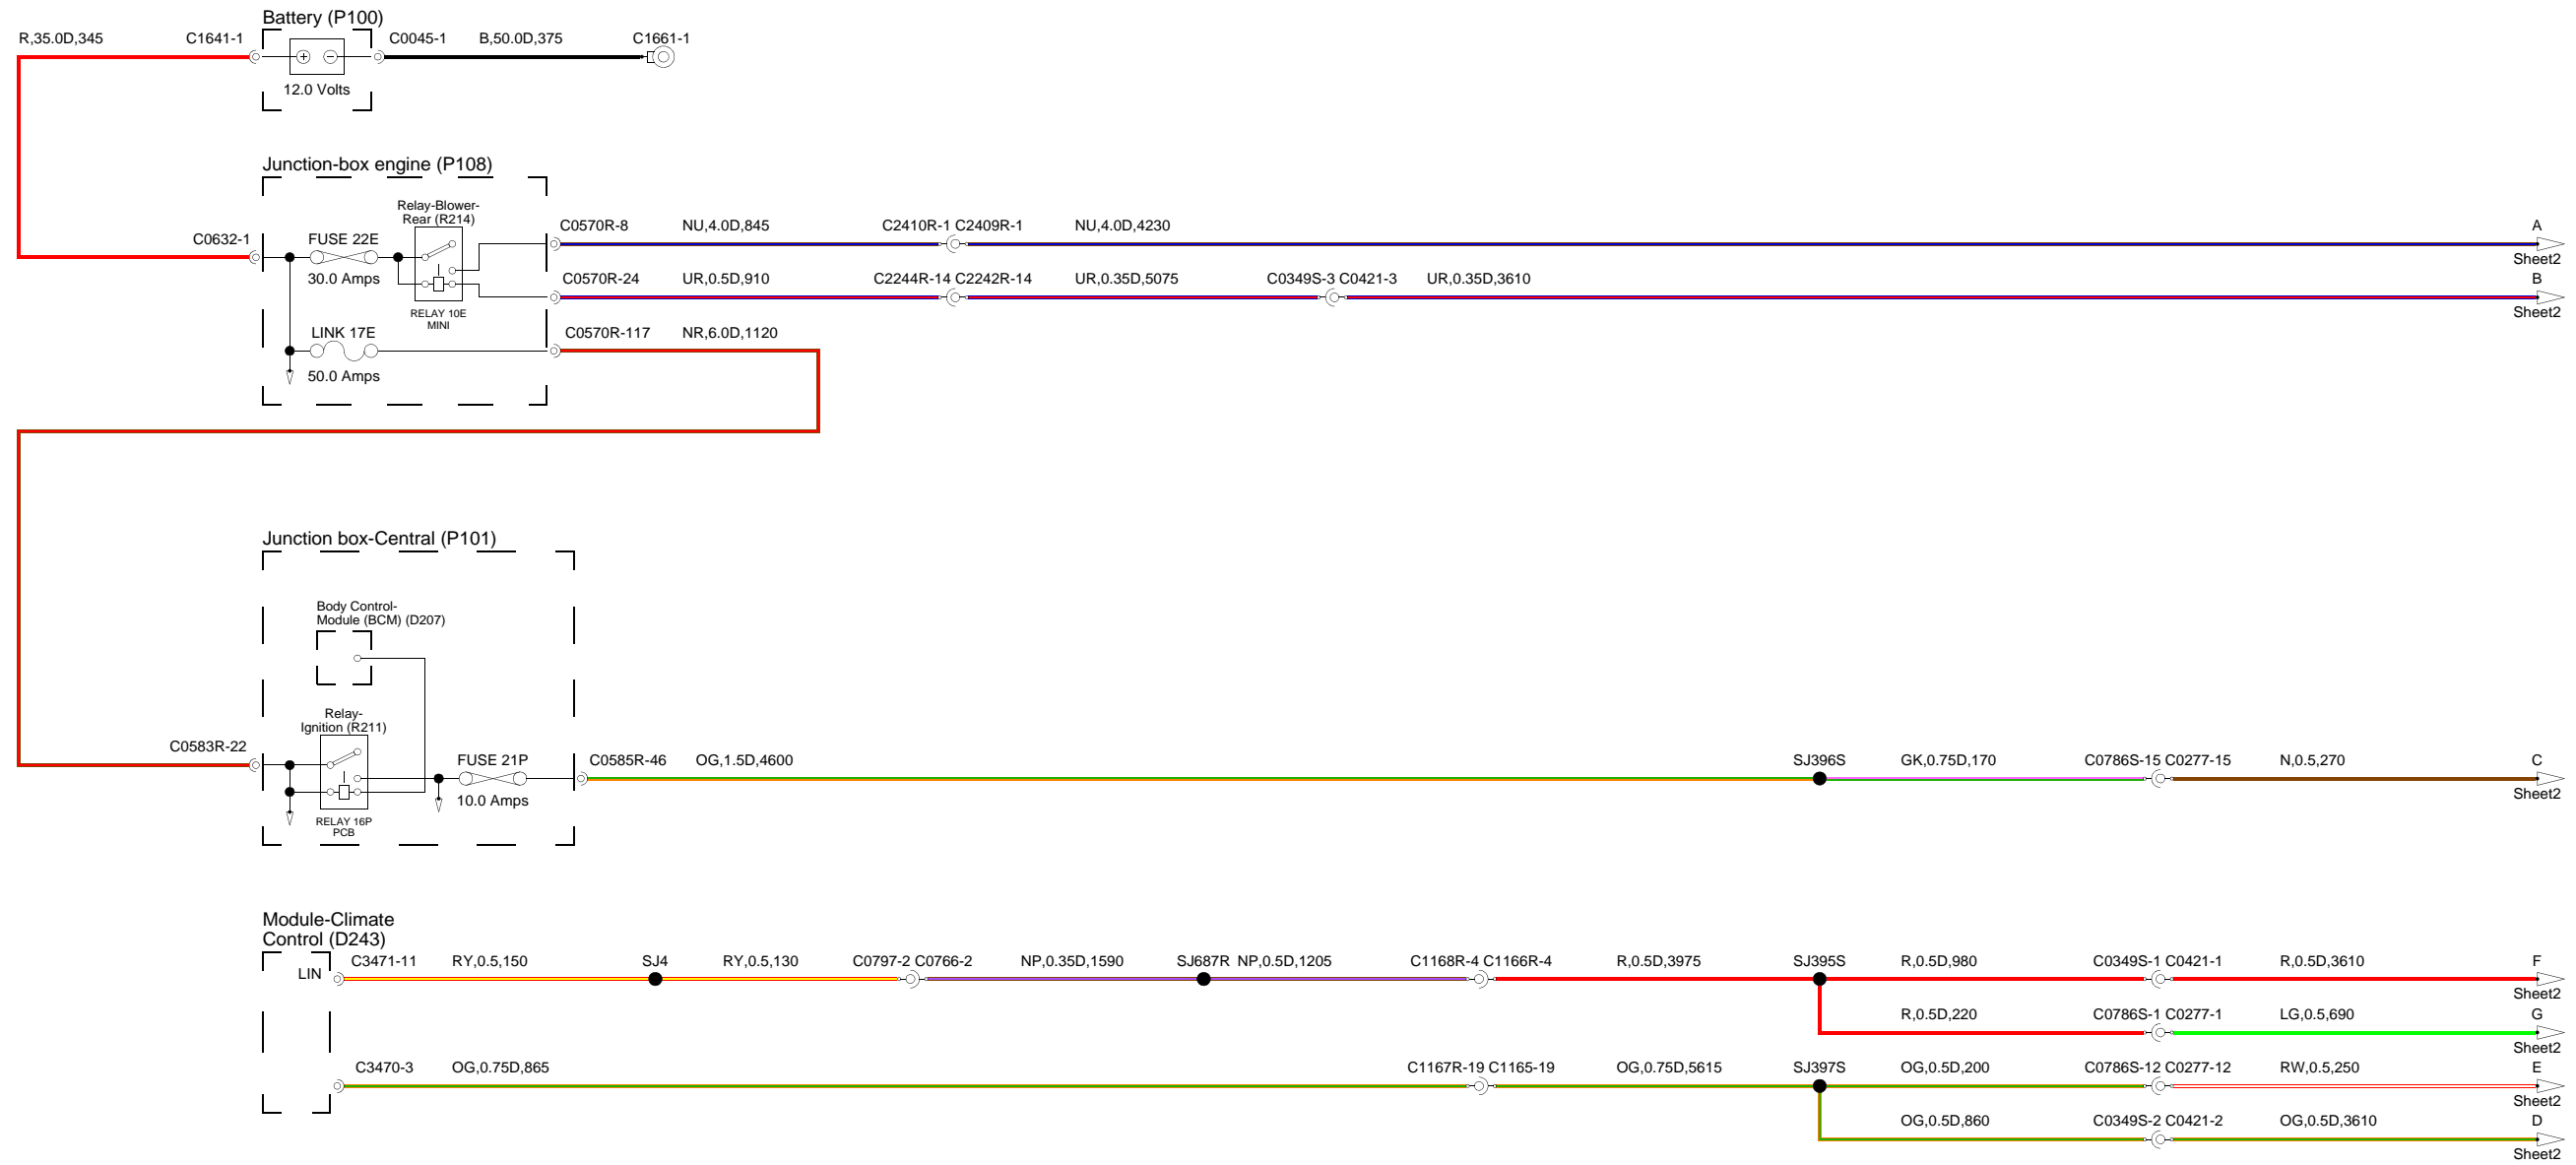 Battery (P100)
R,35.0D,345
C1641-1
C0045-1
B,50.0D,375
C1661-1
12.0 Volts
Junction-box engine (P108)
Relay-Blower-
Rear (R214)
C0632-1
FUSE 22E
30.0 Amps
RELAY 10E
MINI
LINK 17E
50.0 Amps
C0570R-8
NU,4.0D,845
C2410R-1 C2409R-1
NU,4.0D,4230
A
Sheet2
C0570R-24
UR,0.5D,910
C2244R-14 C2242R-14
UR,0.35D,5075
C0349S-3 C0421-3
UR,0.35D,3610
B
Sheet2
C0570R-117
NR,6.0D,1120
Junction box-Central (P101)
Body Control-
Module (BCM) (D207)
Relay-
Ignition (R211)
C0583R-22
RELAY 16P
PCB
FUSE 21P
10.0 Amps
C0585R-46
OG,1.5D,4600
SJ396S
GK,0.75D,170
C0786S-15 C0277-15
N,0.5,270
C
Sheet2
Module-Climate
Control (D243)
LIN
C3471-11
RY,0.5,150
SJ4
RY,0.5,130
C0797-2 C0766-2
NP,0.35D,1590
SJ687R
NP,0.5D,1205
C1168R-4 C1166R-4
R,0.5D,3975
SJ395S
R,0.5D,980
C0349S-1 C0421-1
R,0.5D,3610
F
Sheet2
R,0.5D,220
C0786S-1 C0277-1
LG,0.5,690
G
Sheet2
C3470-3
OG,0.75D,865
C1167R-19 C1165-19
OG,0.75D,5615
SJ397S
OG,0.5D,200
C0786S-12 C0277-12
RW,0.5,250
E
Sheet2
OG,0.5D,860
C0349S-2 C0421-2
OG,0.5D,3610
D
Sheet2